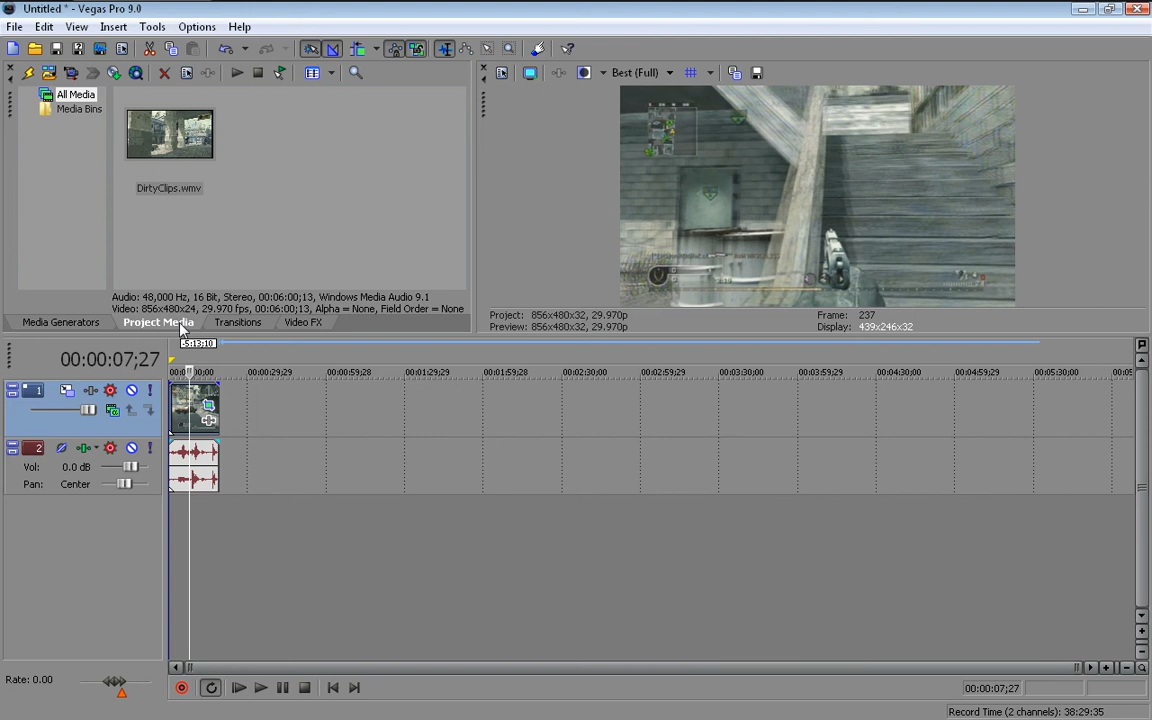 Untitled * - Vegas Pro 9.0
File Edit View Insert Tools Options Help
All Media
Media Bins
DirtyClips.wmv
Best (Full)
Audio: 48,000 Hz, 16 Bit, Stereo, 00:06:00;13, Windows Media Audio 9.1
Video: 856x480x24, 29.970 fps, 00:06:00;13, Alpha = None, Field Order = None
Media Generators Project Media Transitions Video FX
Project: 856x480x32, 29.970p Frame: 237
Preview: 856x480x32, 29.970p Display: 439x246x32
-5:13;10
00:00:07;27
00:00:29;29 00:00:59;28 00:01:29;29 00:01:59;28 00:02:30;00 00:02:59;29 00:03:30;00 00:03:59;29 00:04:30;00 00:04:59;29 00:05:30;00
1
2
Vol: 0.0 dB
Pan: Center
Rate: 0.00
00:00:07;27
Record Time (2 channels): 38:29:35